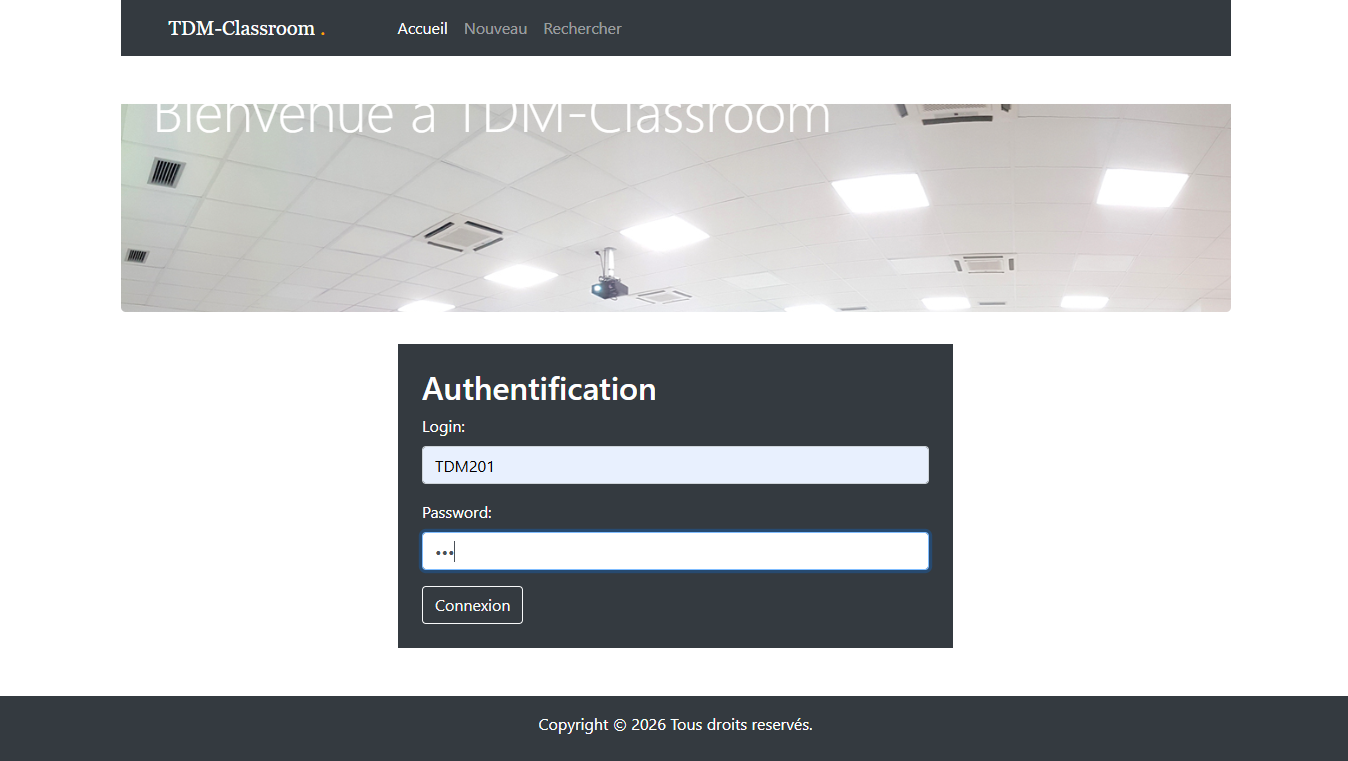 TDM-Classroom .
Accueil Nouveau Rechercher
Bienvenue à TDM-Classroom
Authentification
Login:
TDM201
Password:
•••
Connexion
Copyright © 2026 Tous droits reservés.